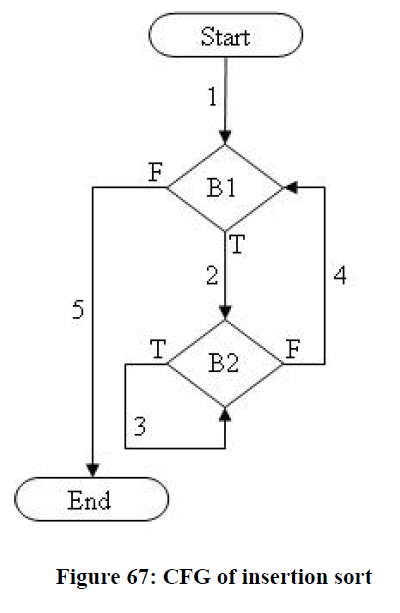 Start
1
F
B1
T
2
4
5
T
B2
F
3
End
Figure 67: CFG of insertion sort